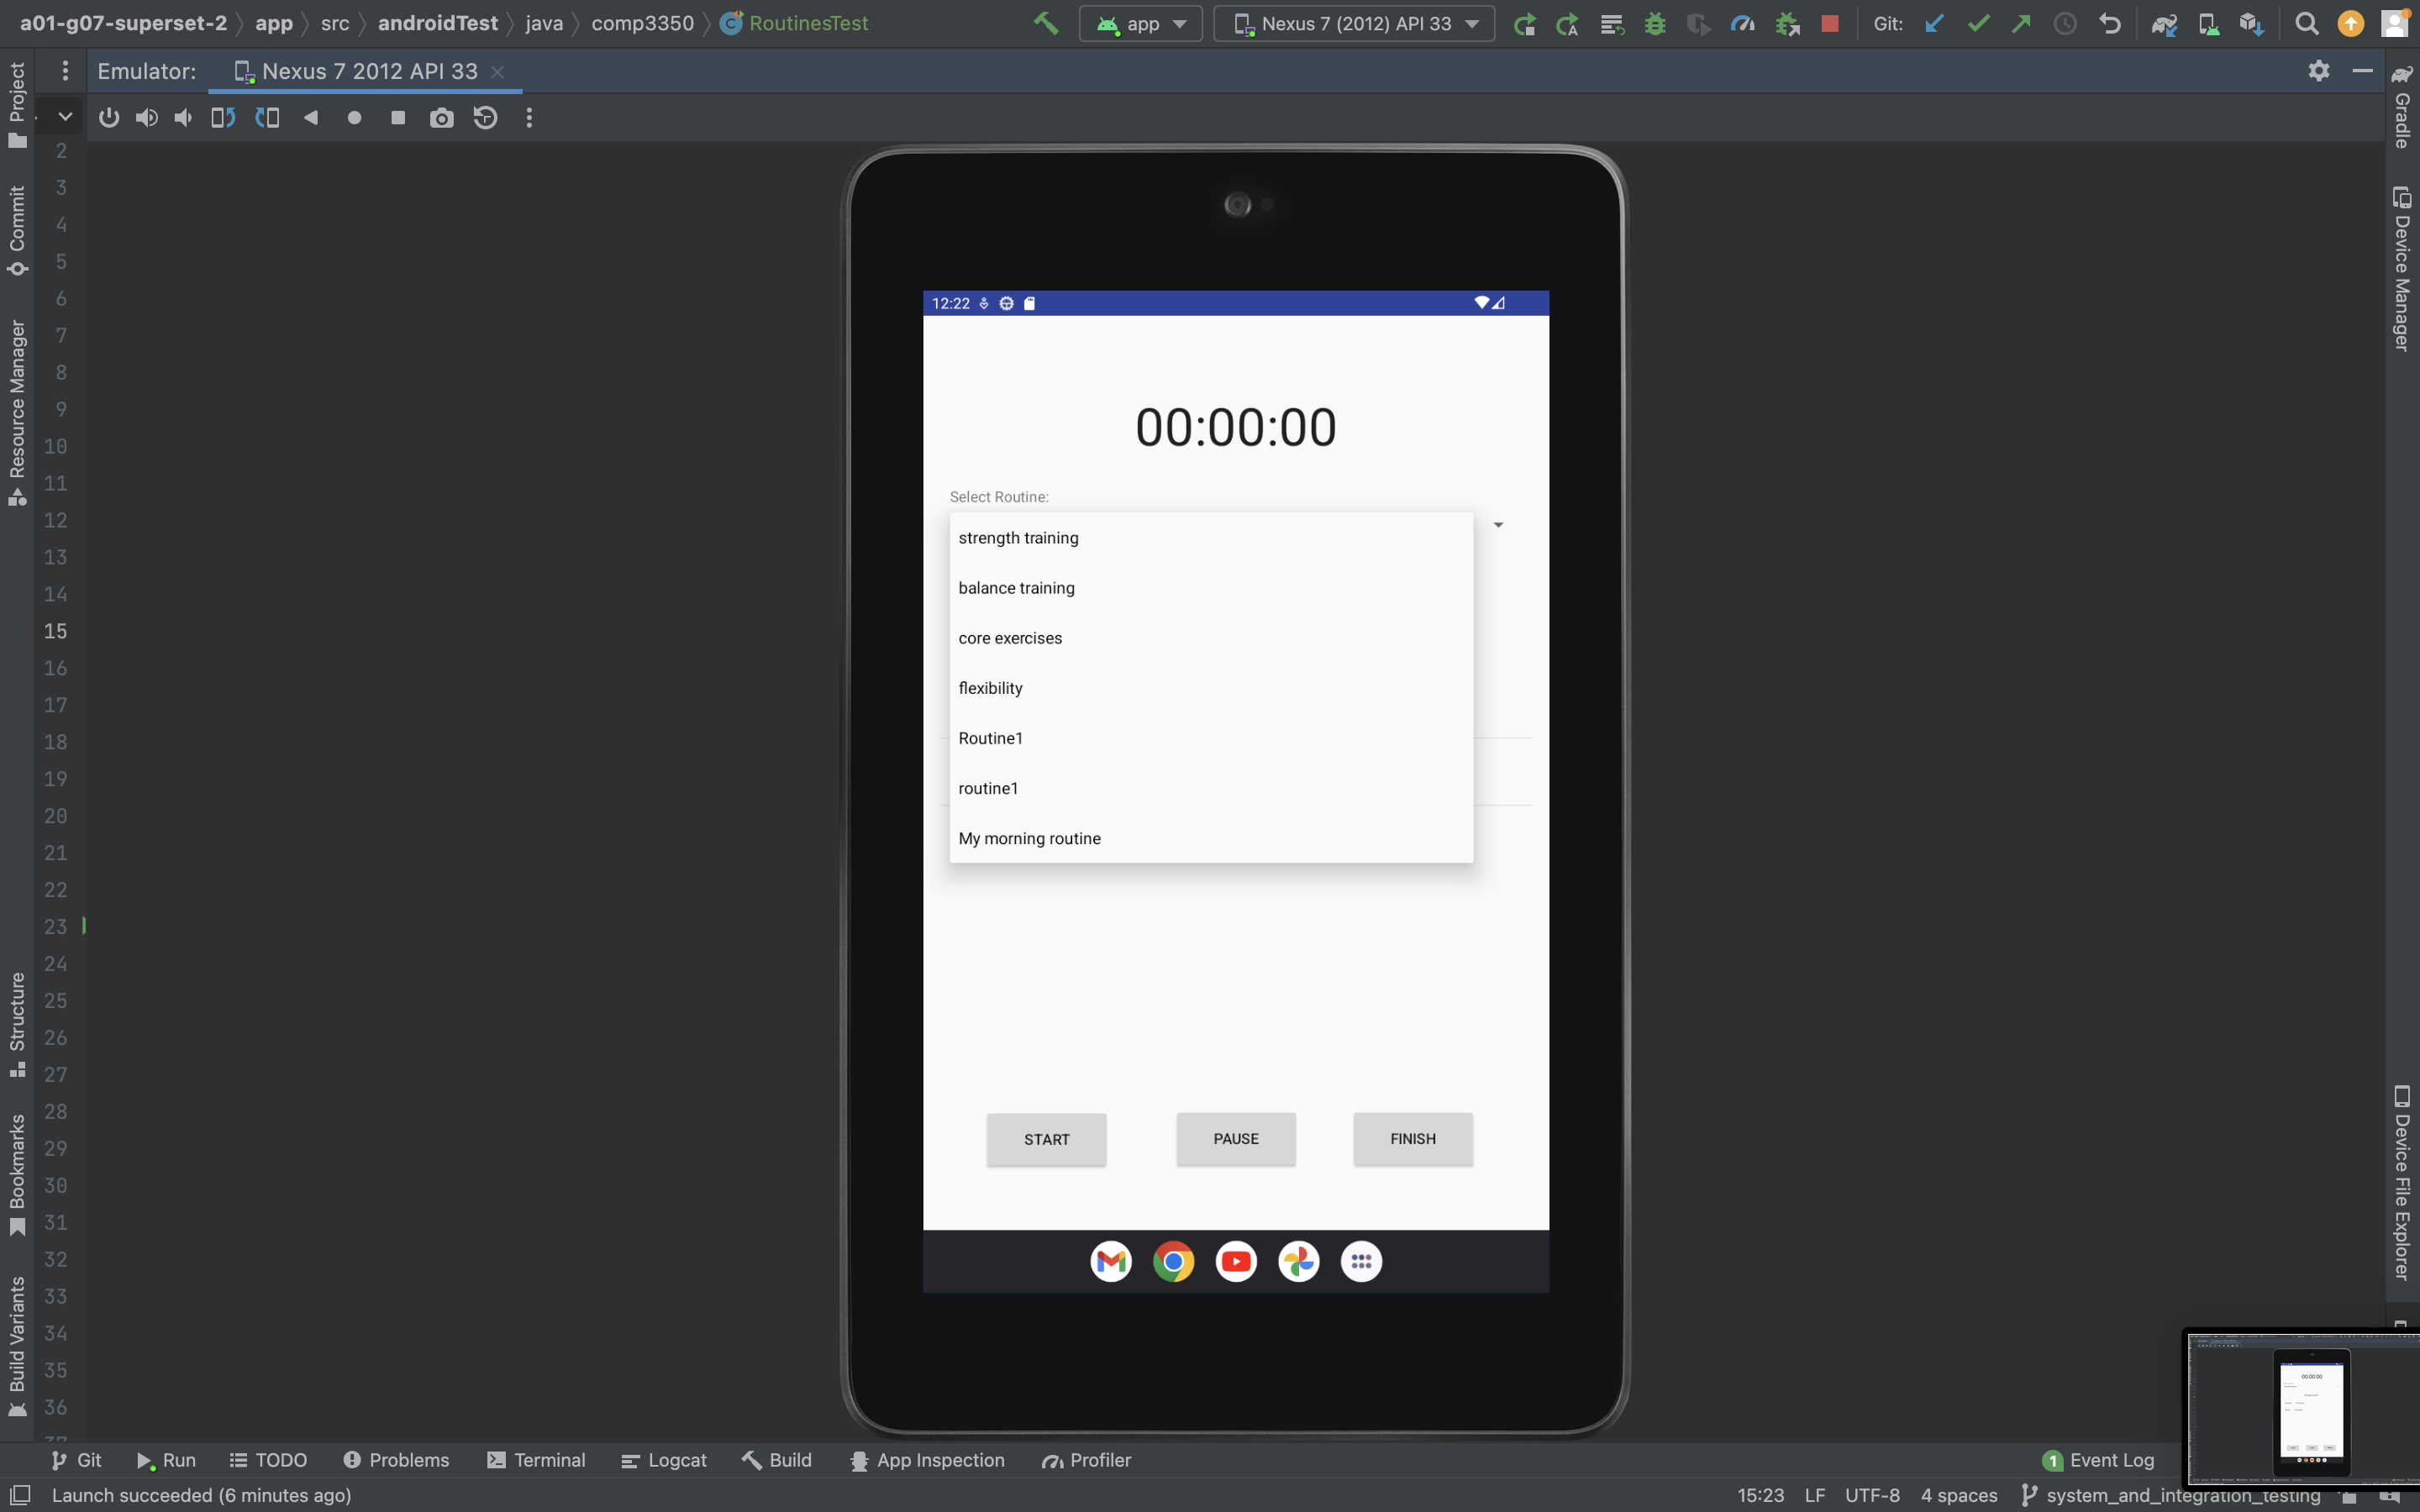 a01-g07-superset-2 app src androidTest java comp3350 RoutinesTest app Nexus 7 (2012) API 33 Git:
Emulator: Nexus 7 2012 API 33
Project
Commit
Resource Manager
Structure
Bookmarks
Build Variants
2
3
4
5
6
7
8
9
10
11
12
13
14
15
16
17
18
19
20
21
22
23
24
25
26
27
28
29
30
31
32
33
34
35
36
12:22
00:00:00
Select Routine:
strength training
balance training
core exercises
flexibility
Routine1
routine1
My morning routine
START PAUSE FINISH
Gradle
Device Manager
Device File Explorer
00:00:00
Git Run TODO Problems Terminal Logcat Build App Inspection Profiler 1 Event Log
Launch succeeded (6 minutes ago) 15:23 LF UTF-8 4 spaces system_and_integration_testing